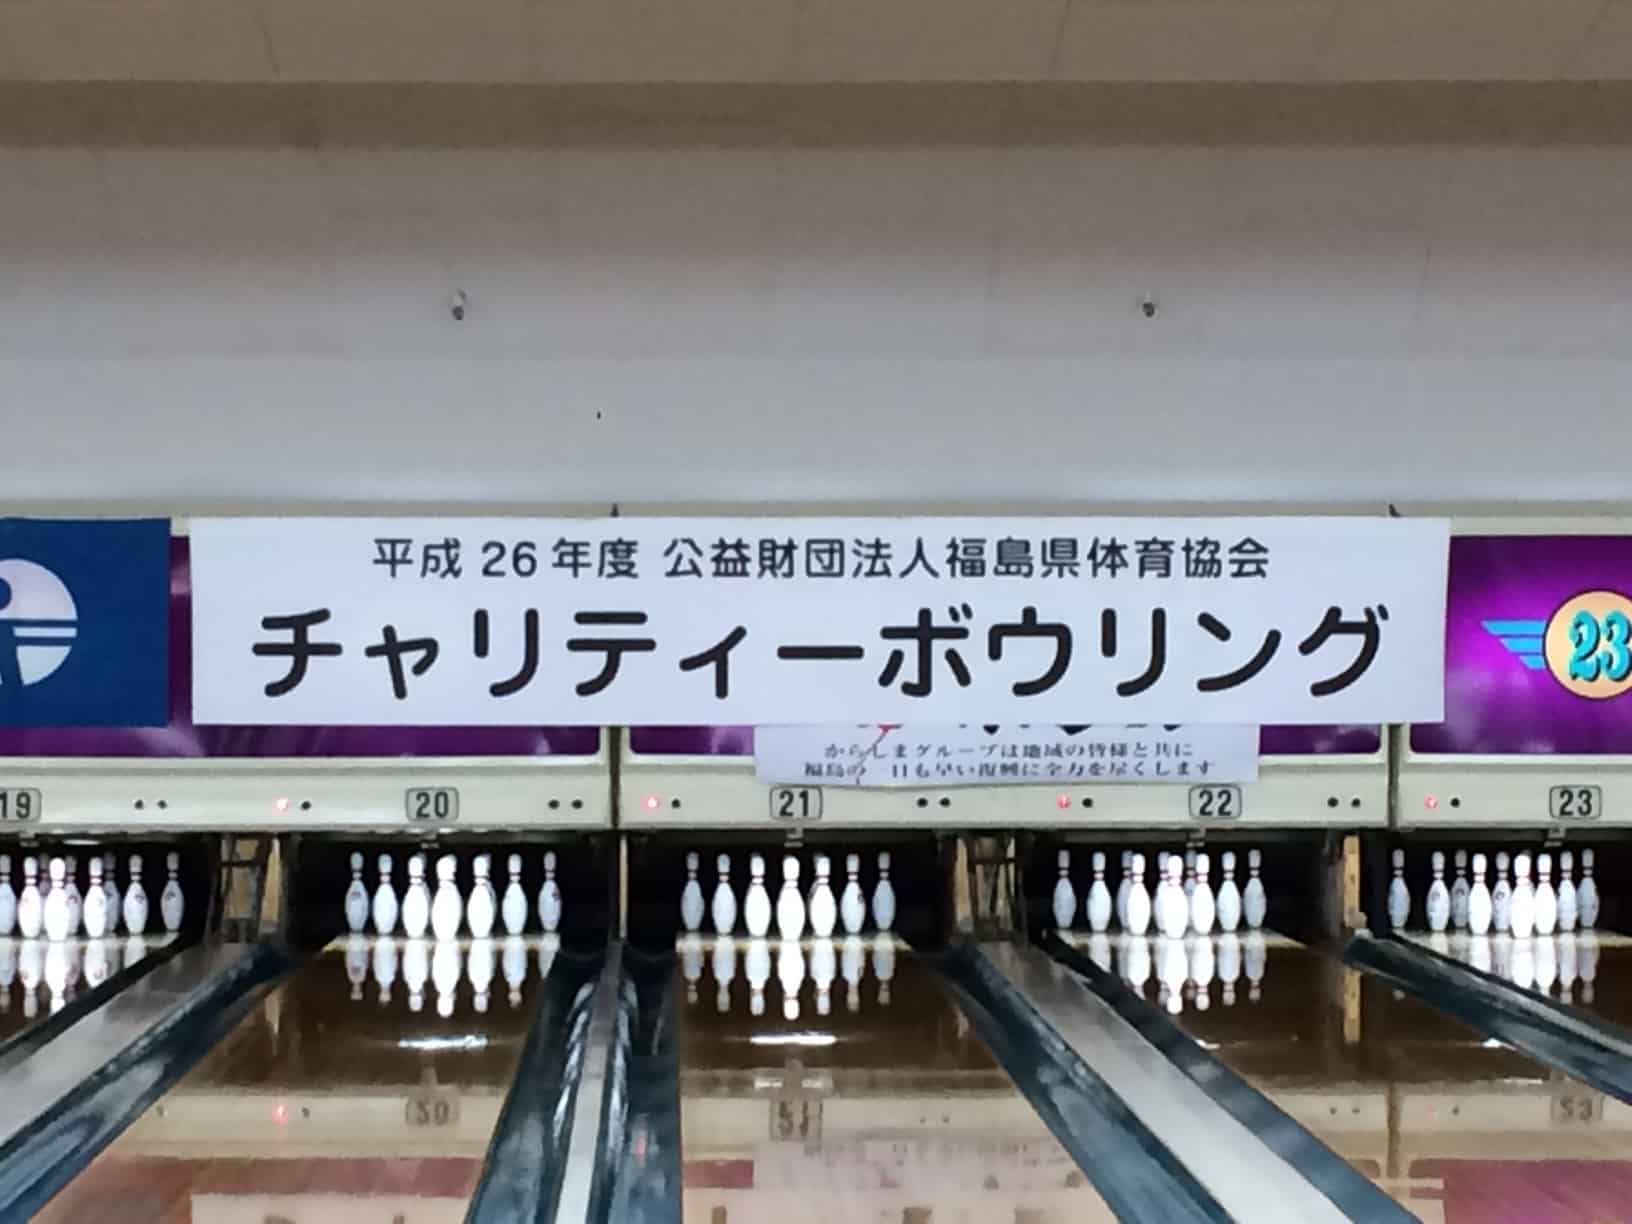 平成 26 年度 公益財団法人福島県体育協会
チャリティーボウリング
23
からしまグループは地域の皆様と共に
福島の一日も早い復興に全力を尽くします
19
20
21
22
23